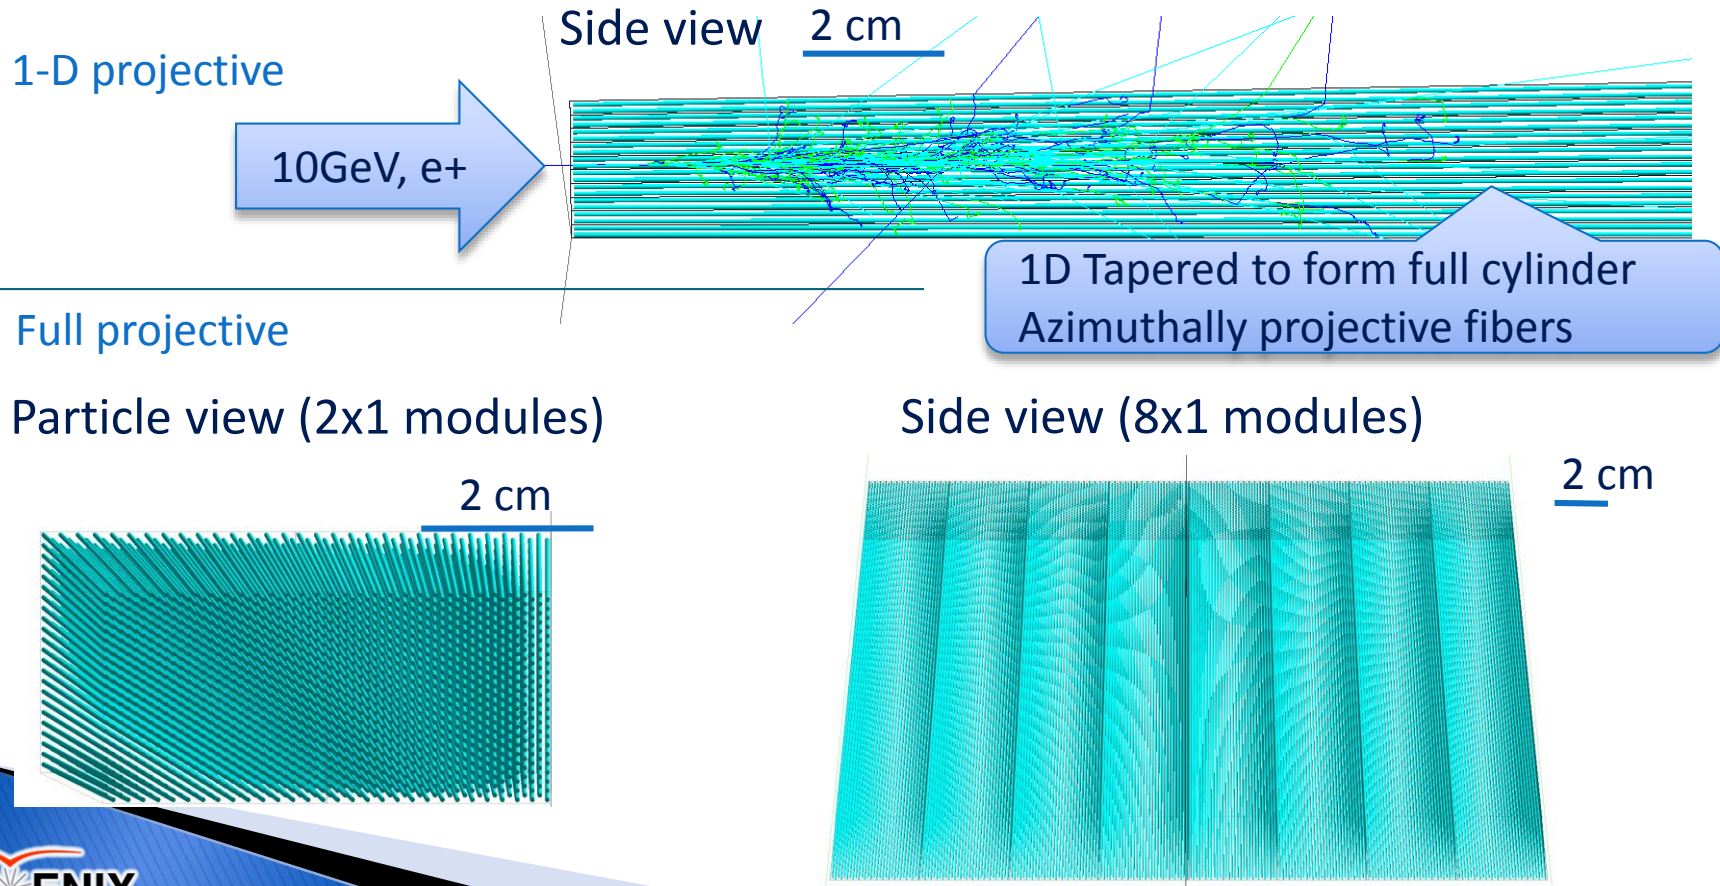 Side view 2 cm
1-D projective
10GeV, e+
1D Tapered to form full cylinder
Azimuthally projective fibers
Full projective
Particle view (2x1 modules)
2 cm
Side view (8x1 modules)
2 cm
ENIX